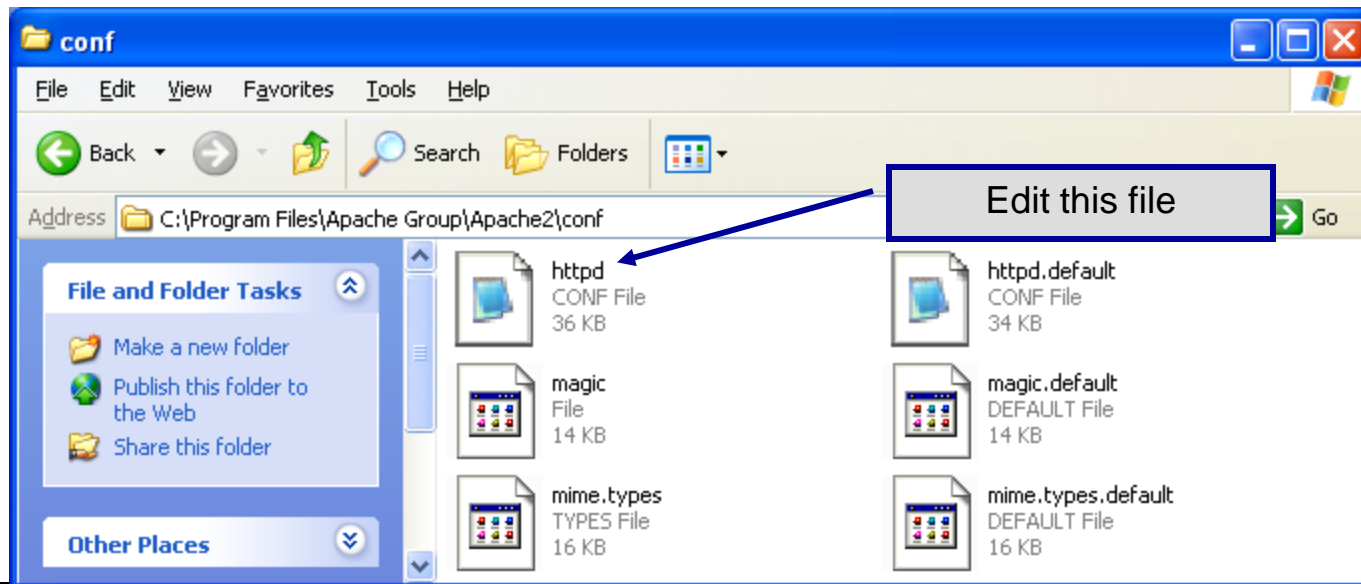 conf
File Edit View Favorites Tools Help
Back Search Folders
Address C:\Program Files\Apache Group\Apache2\conf Go
Edit this file
File and Folder Tasks
Make a new folder
Publish this folder to
the Web
Share this folder
Other Places
httpd
CONF File
36 KB
httpd.default
CONF File
34 KB
magic
File
14 KB
magic.default
DEFAULT File
14 KB
mime.types
TYPES File
16 KB
mime.types.default
DEFAULT File
16 KB